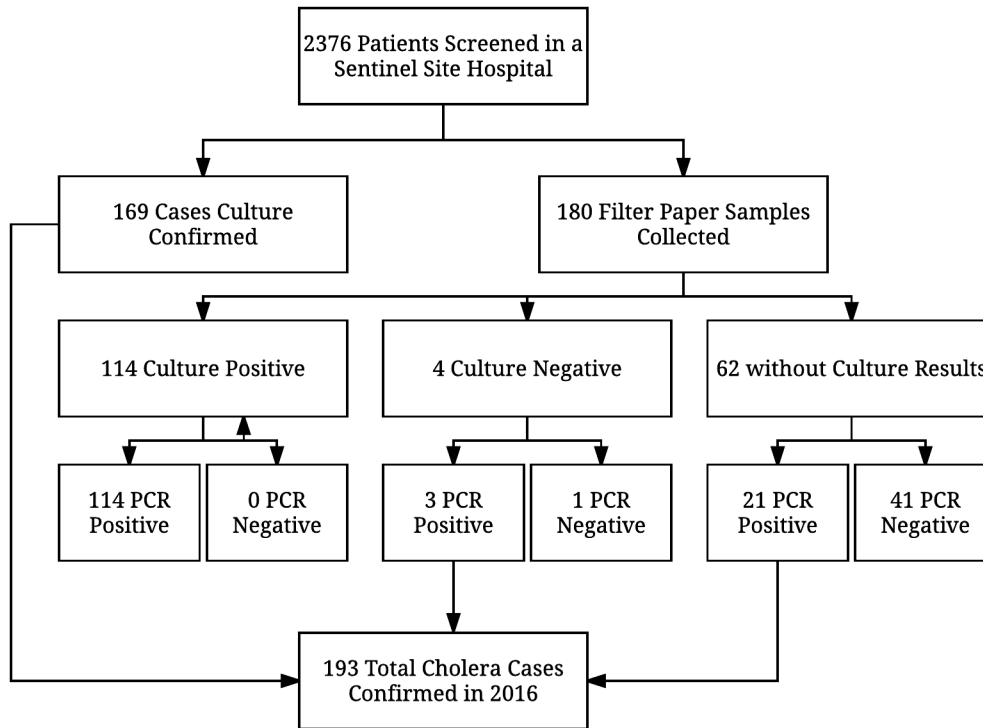 2376 Patients Screened in a
Sentinel Site Hospital
169 Cases Culture
Confirmed
180 Filter Paper Samples
Collected
114 Culture Positive
4 Culture Negative
62 without Culture Results
114 PCR
Positive
0 PCR
Negative
3 PCR
Positive
1 PCR
Negative
21 PCR
Positive
41 PCR
Negative
193 Total Cholera Cases
Confirmed in 2016